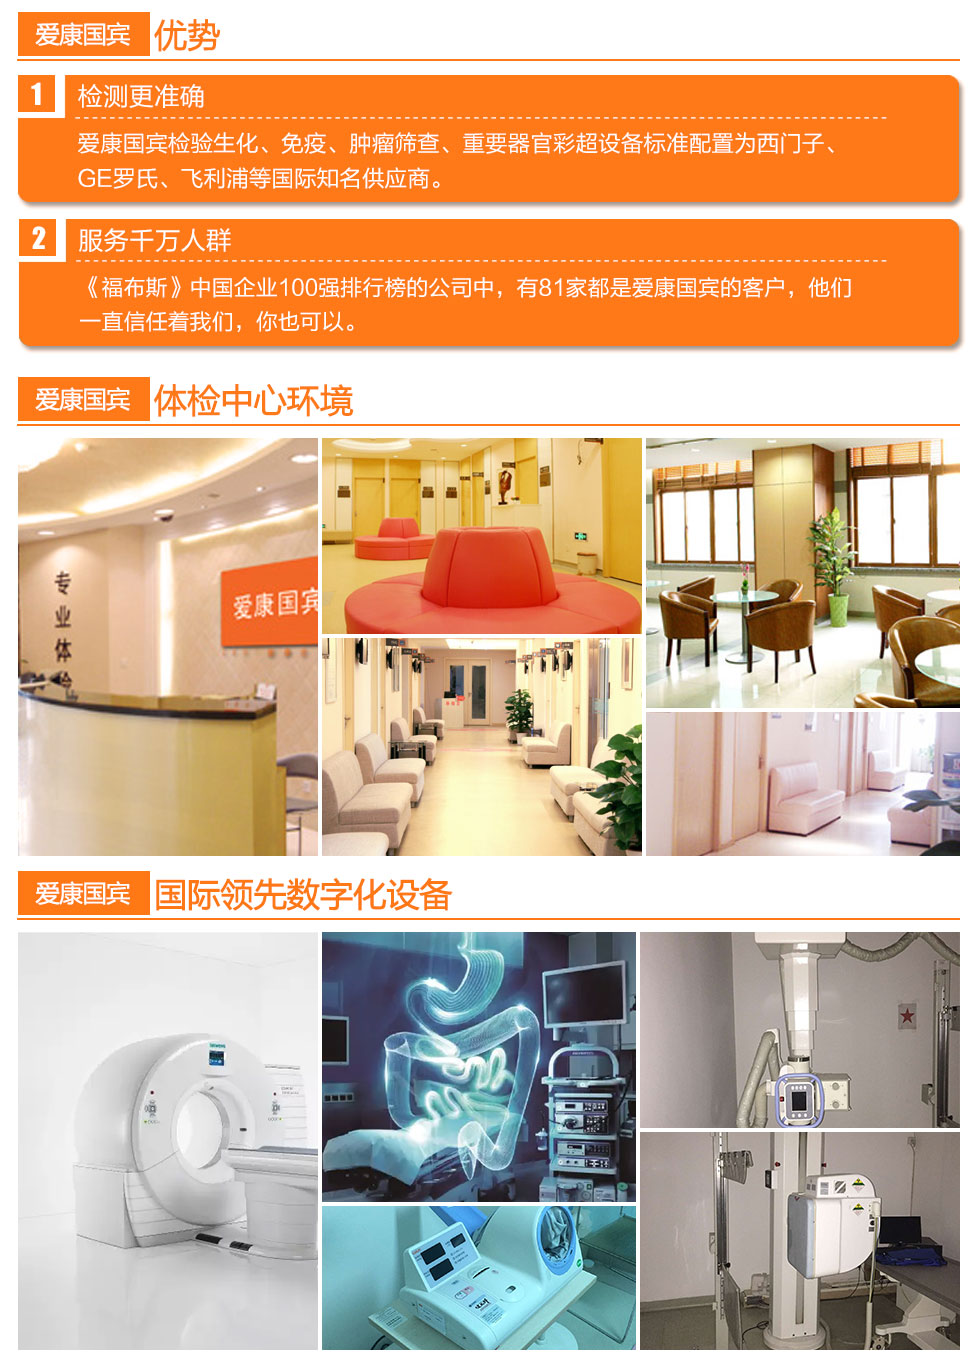 爱康国宾 优势
1 检测更准确
爱康国宾检验生化、免疫、肿瘤筛查、重要器官彩超设备标准配置为西门子、
GE罗氏、飞利浦等国际知名供应商。
2 服务千万人群
《福布斯》中国企业100强排行榜的公司中，有81家都是爱康国宾的客户，他们
一直信任着我们，你也可以。
爱康国宾 体检中心环境
专业体检
爱康国宾
爱康国宾 国际领先数字化设备
SIEMENS